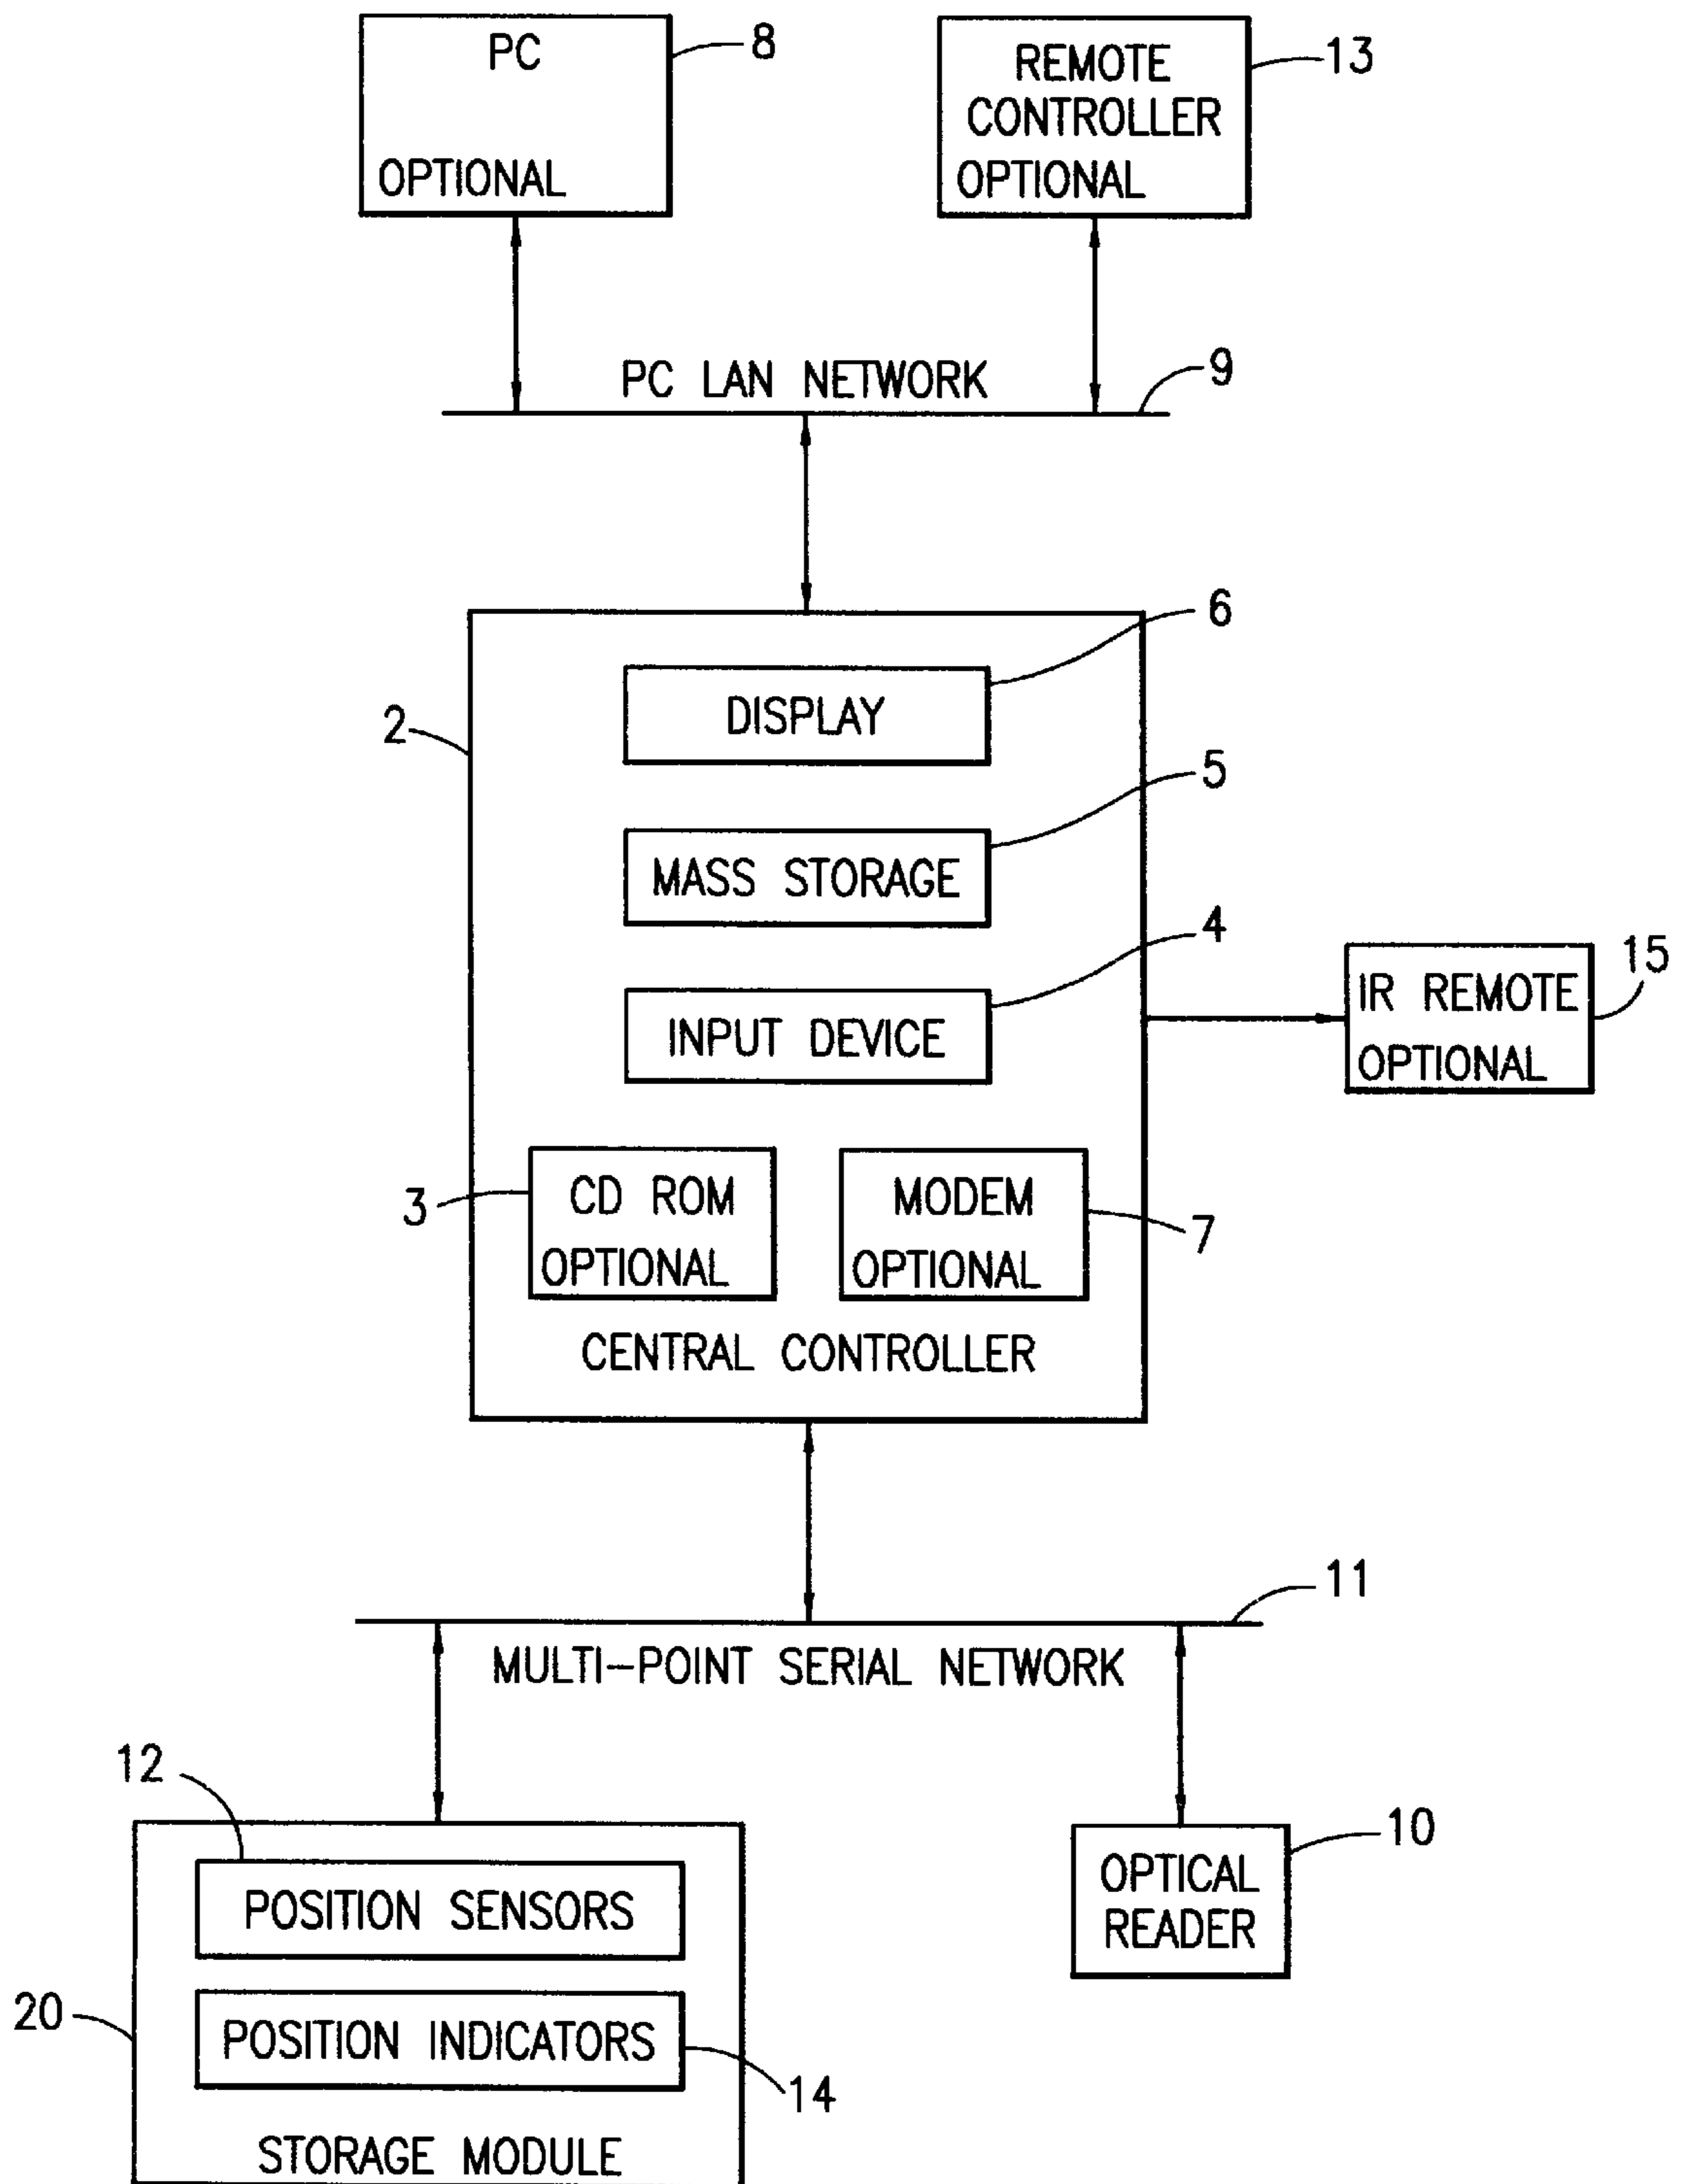 PC
OPTIONAL
8
REMOTE
CONTROLLER
OPTIONAL
13
PC LAN NETWORK
9
2
DISPLAY
6
MASS STORAGE
5
INPUT DEVICE
4
IR REMOTE
OPTIONAL
15
3
CD ROM
OPTIONAL
MODEM
OPTIONAL
7
CENTRAL CONTROLLER
11
MULTI-POINT SERIAL NETWORK
12
POSITION SENSORS
POSITION INDICATORS
14
20
STORAGE MODULE
OPTICAL
READER
10